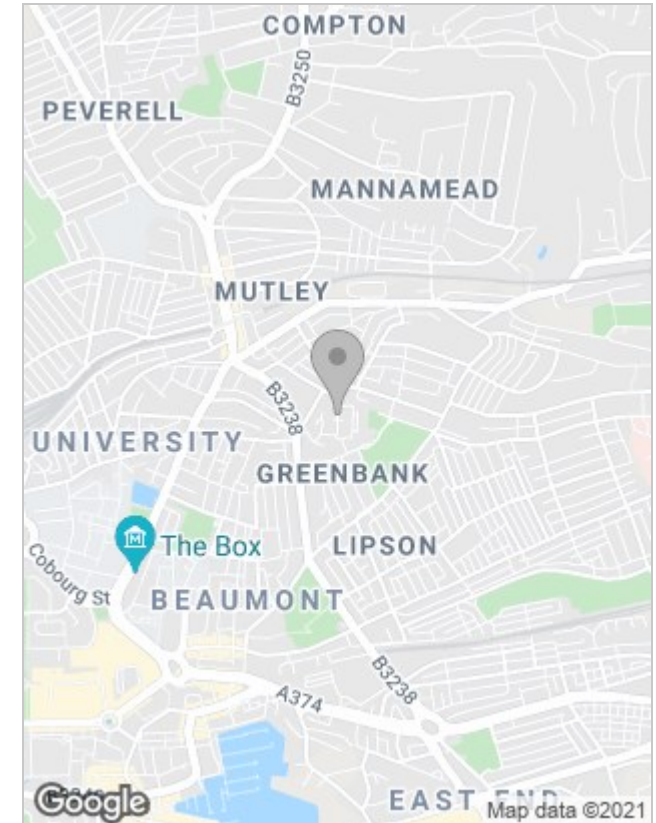 COMPTON
B3250
PEVERELL
MANNAMEAD
MUTLEY
B3238
UNIVERSITY
GREENBANK
The Box
LIPSON
Cobourg St
BEAUMONT
B3238
A374
EAST END
Google
Map data ©2021